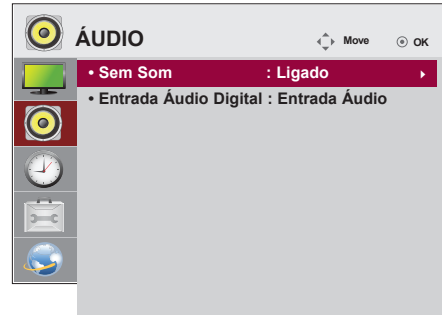 ÁUDIO Move OK
• Sem Som : Ligado
• Entrada Áudio Digital : Entrada Áudio